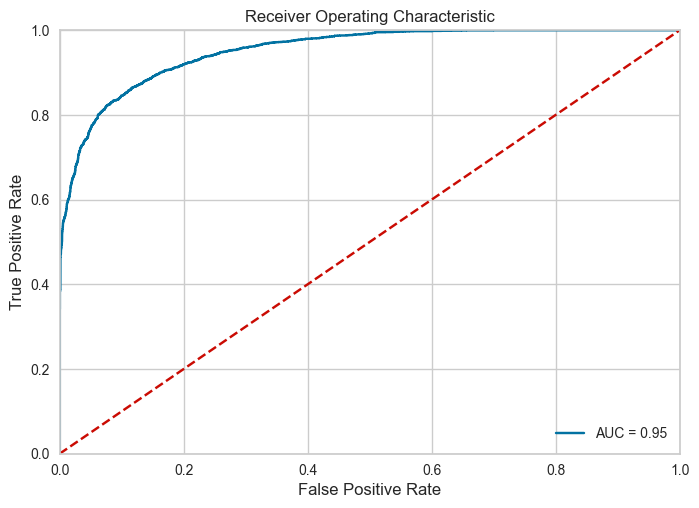 Receiver Operating Characteristic
1.0
0.8
0.6
0.4
0.2
0.0
True Positive Rate
AUC = 0.95
0.0 0.2 0.4 0.6 0.8 1.0
False Positive Rate